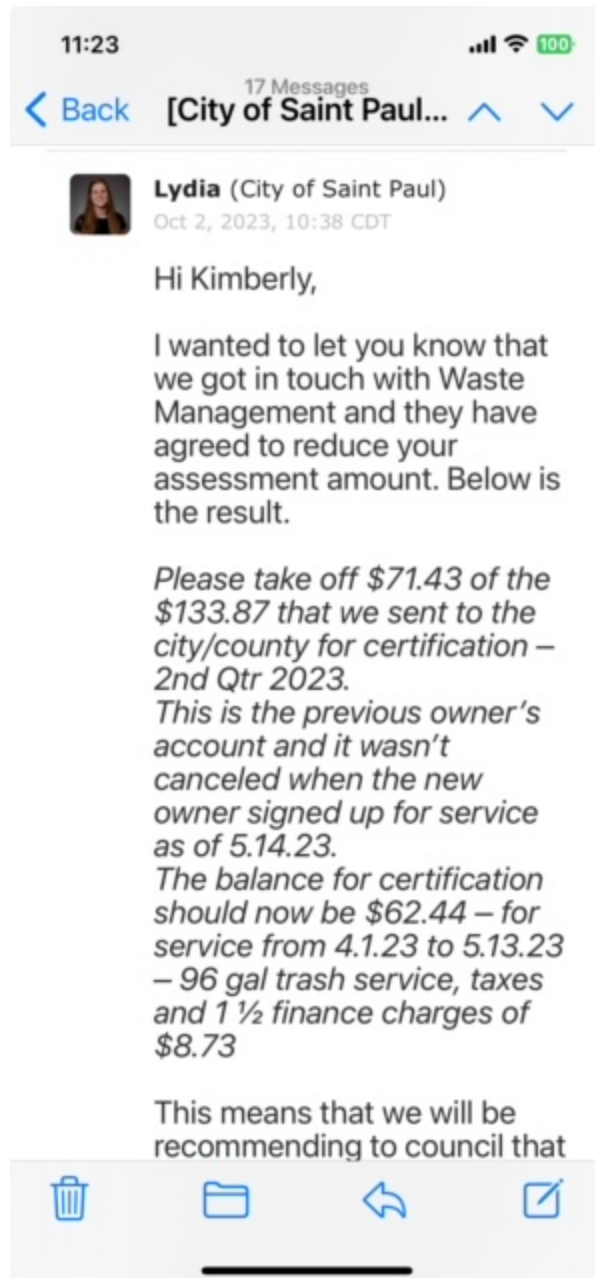 11:23
100
17 Messages
Back
[City of Saint Paul...
Lydia (City of Saint Paul)
Oct 2, 2023, 10:38 CDT
Hi Kimberly,
I wanted to let you know that
we got in touch with Waste
Management and they have
agreed to reduce your
assessment amount. Below is
the result.
Please take off $71.43 of the
$133.87 that we sent to the
city/county for certification –
2nd Qtr 2023.
This is the previous owner's
account and it wasn't
canceled when the new
owner signed up for service
as of 5.14.23.
The balance for certification
should now be $62.44 – for
service from 4.1.23 to 5.13.23
– 96 gal trash service, taxes
and 1 ½ finance charges of
$8.73
This means that we will be
recommending to council that